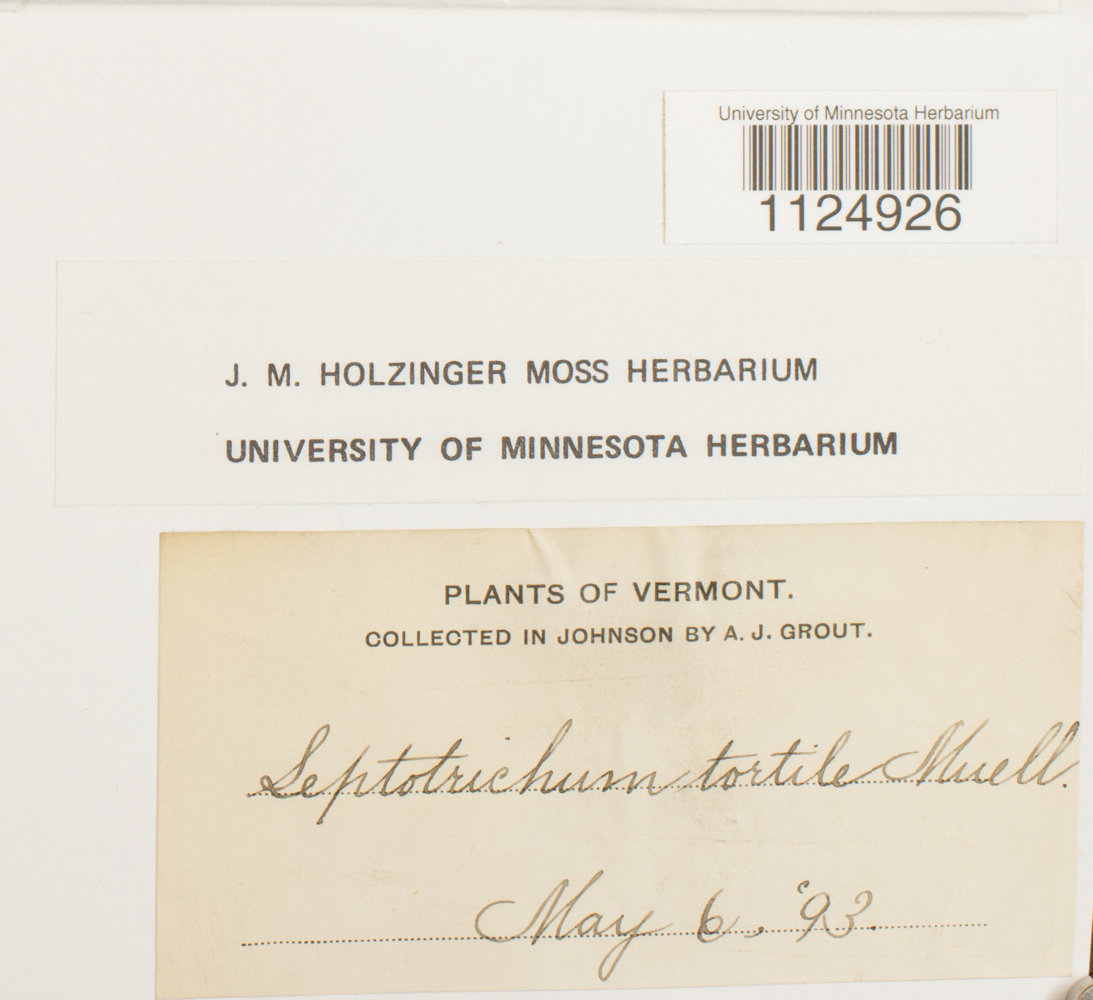 University of Minnesota Herbarium
1124926
J. M. HOLZINGER MOSS HERBARIUM
UNIVERSITY OF MINNESOTA HERBARIUM
PLANTS OF VERMONT.
COLLECTED IN JOHNSON BY A. J. GROUT.
Leptotrichum tortile Muell.
May 6, '93.